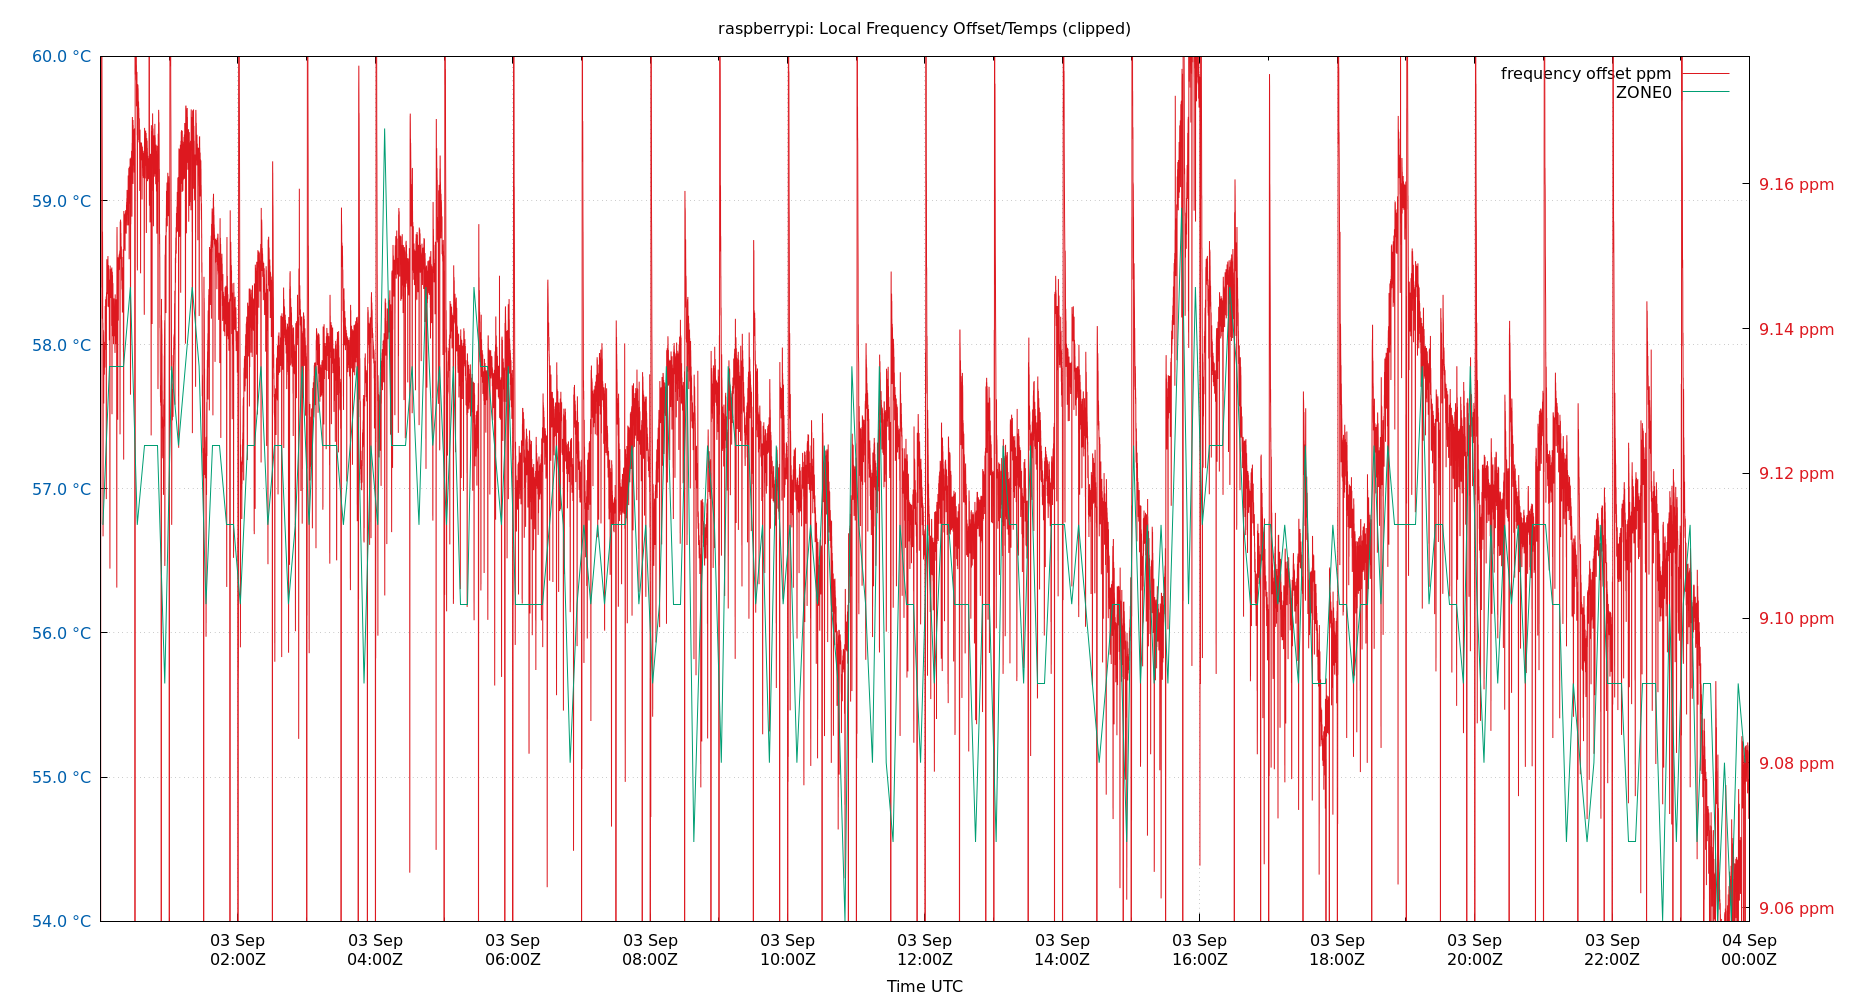 raspberrypi: Local Frequency Offset/Temps (clipped)
frequency offset ppm
ZONE0
60.0 °C
59.0 °C
58.0 °C
57.0 °C
56.0 °C
55.0 °C
54.0 °C
9.16 ppm
9.14 ppm
9.12 ppm
9.10 ppm
9.08 ppm
9.06 ppm
03 Sep
02:00Z
03 Sep
04:00Z
03 Sep
06:00Z
03 Sep
08:00Z
03 Sep
10:00Z
03 Sep
12:00Z
03 Sep
14:00Z
03 Sep
16:00Z
03 Sep
18:00Z
03 Sep
20:00Z
03 Sep
22:00Z
04 Sep
00:00Z
Time UTC